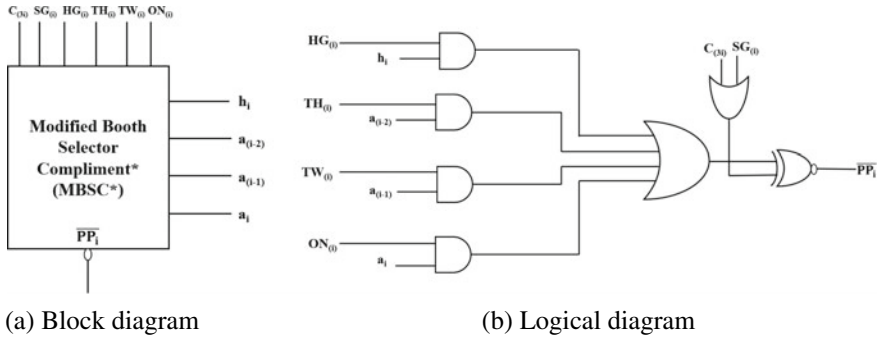 C(3i) SG(i) HG(i) TH(i) TW(i) ON(i)
Modified Booth
Selector
Compliment*
(MBSC*)
PPi
hi
a(i-2)
a(i-1)
ai
(a) Block diagram
HG(i)
hi
TH(i)
a(i-2)
TW(i)
a(i-1)
ON(i)
ai
C(3i) SG(i)
PPi
(b) Logical diagram